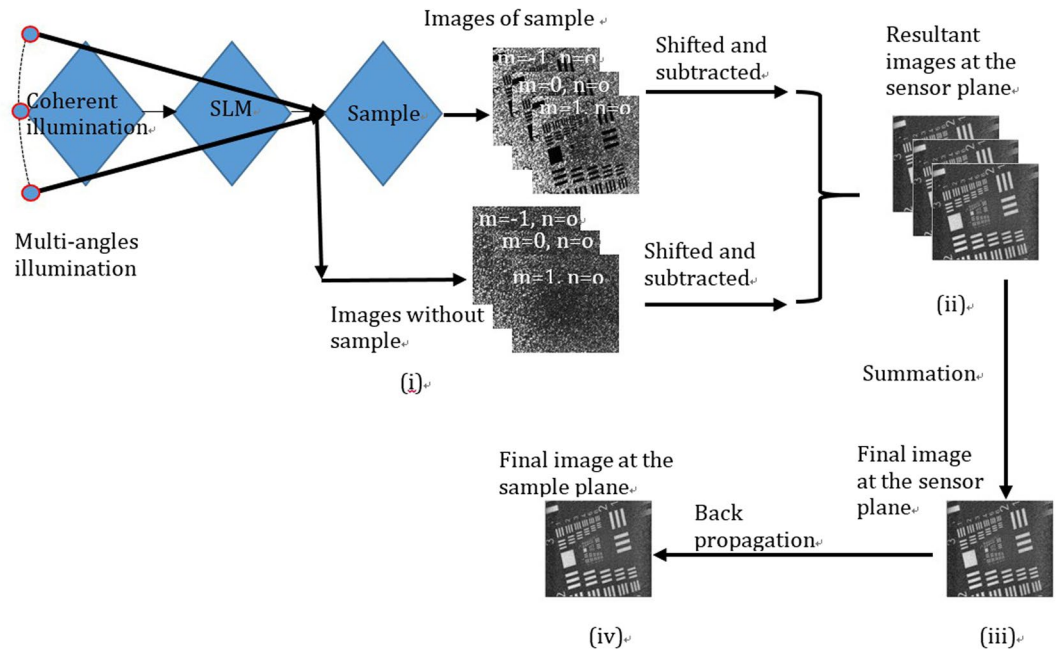 Images of sample
Shifted and
subtracted
Resultant
images at the
sensor plane
Coherent
illumination
SLM
Sample
m=-1, n=o
m=0, n=o
m=1, n=o
Multi-angles
illumination
m=-1, n=o
m=0, n=o
m=1, n=o
Shifted and
subtracted
Images without
sample
(i)
(ii)
Summation
Final image at the
sample plane
Back
propagation
Final image
at the sensor
plane
(iv)
(iii)